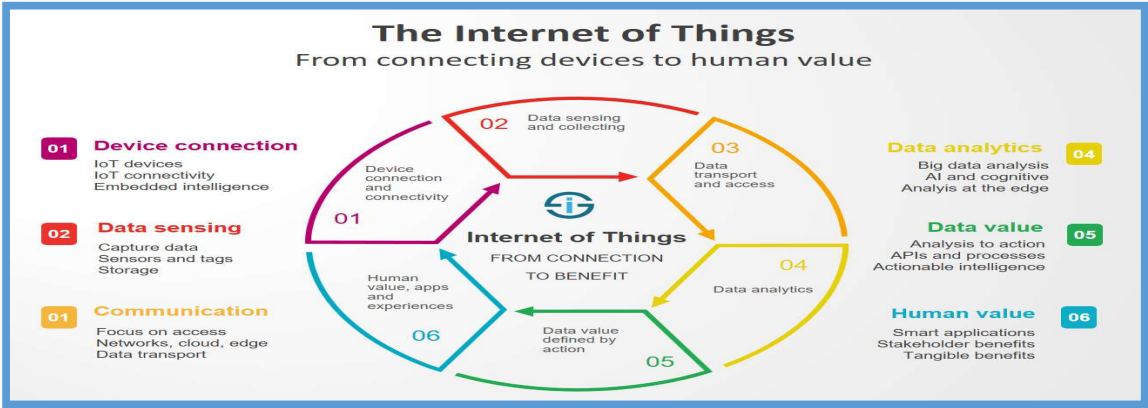 The Internet of Things
From connecting devices to human value
01 Device connection
IoT devices
IoT connectivity
Embedded intelligence
02 Data sensing
Capture data
Sensors and tags
Storage
01 Communication
Focus on access
Networks, cloud, edge
Data transport
01
Device
connection
and
connectivity
02
Data sensing
and collecting
03
Data
transport
and access
04
Data analytics
05
Data value
defined by
action
06
Human
value, apps
and
experiences
Internet of Things
FROM CONNECTION
TO BENEFIT
Data analytics 04
Big data analysis
AI and cognitive
Analyis at the edge
Data value 05
Analysis to action
APIs and processes
Actionable intelligence
Human value 06
Smart applications
Stakeholder benefits
Tangible benefits